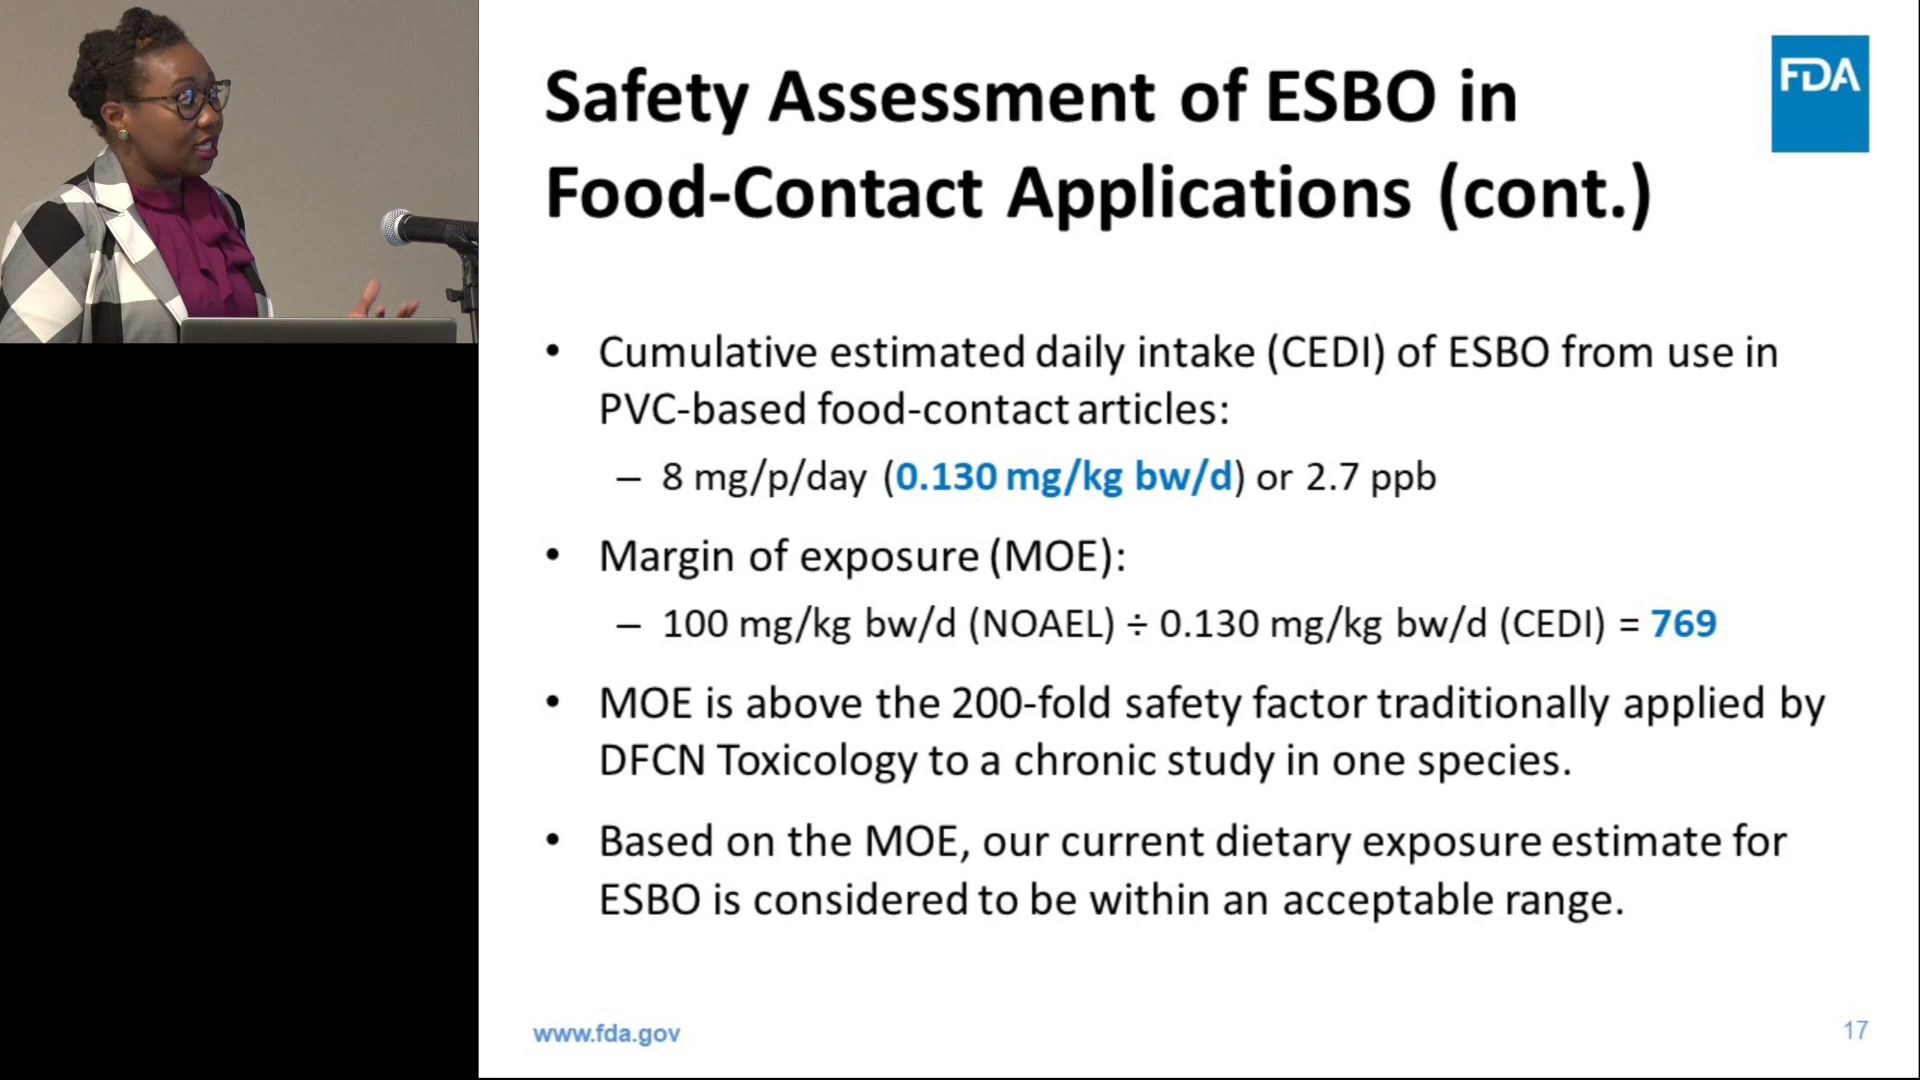 Safety Assessment of ESBO in
Food-Contact Applications (cont.)
FDA
• Cumulative estimated daily intake (CEDI) of ESBO from use in
PVC-based food-contact articles:
– 8 mg/p/day (0.130 mg/kg bw/d) or 2.7 ppb
• Margin of exposure (MOE):
– 100 mg/kg bw/d (NOAEL) ÷ 0.130 mg/kg bw/d (CEDI) = 769
• MOE is above the 200-fold safety factor traditionally applied by
DFCN Toxicology to a chronic study in one species.
• Based on the MOE, our current dietary exposure estimate for
ESBO is considered to be within an acceptable range.
www.fda.gov
17